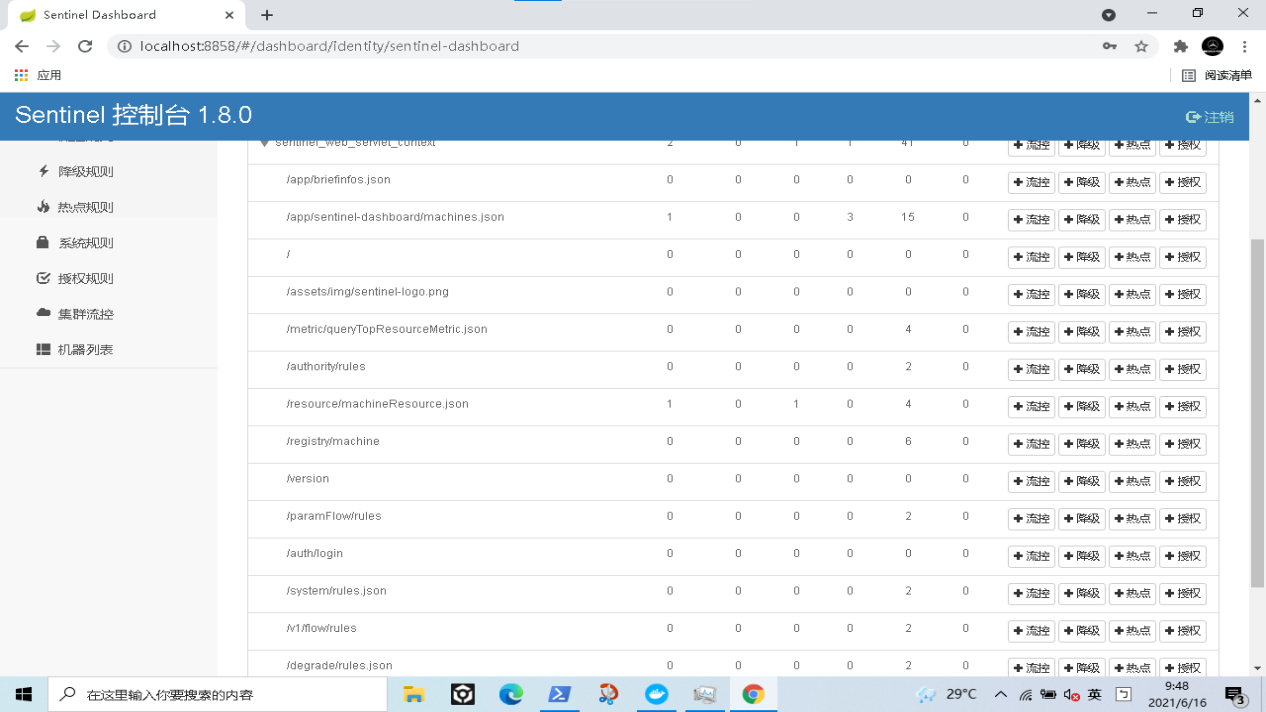 Sentinel Dashboard
localhost:8858/#/dashboard/identity/sentinel-dashboard
应用
阅读清单
Sentinel 控制台 1.8.0
注销
降级规则
热点规则
系统规则
授权规则
集群流控
机器列表
sentinel_web_servlet_context 2 0 1 1 41 0 流控 降级 热点 授权
/app/briefinfos.json 0 0 0 0 0 0 流控 降级 热点 授权
/app/sentinel-dashboard/machines.json 1 0 0 3 15 0 流控 降级 热点 授权
/ 0 0 0 0 0 0 流控 降级 热点 授权
/assets/img/sentinel-logo.png 0 0 0 0 0 0 流控 降级 热点 授权
/metric/queryTopResourceMetric.json 0 0 0 0 4 0 流控 降级 热点 授权
/authority/rules 0 0 0 0 2 0 流控 降级 热点 授权
/resource/machineResource.json 1 0 1 0 4 0 流控 降级 热点 授权
/registry/machine 0 0 0 0 6 0 流控 降级 热点 授权
/version 0 0 0 0 0 0 流控 降级 热点 授权
/paramFlow/rules 0 0 0 0 2 0 流控 降级 热点 授权
/auth/login 0 0 0 0 0 0 流控 降级 热点 授权
/system/rules.json 0 0 0 0 2 0 流控 降级 热点 授权
/v1/flow/rules 0 0 0 0 2 0 流控 降级 热点 授权
/degrade/rules.json 0 0 0 0 2 0 流控 降级 热点 授权
在这里输入你要搜索的内容
29°C
英
9:48
2021/6/16
3